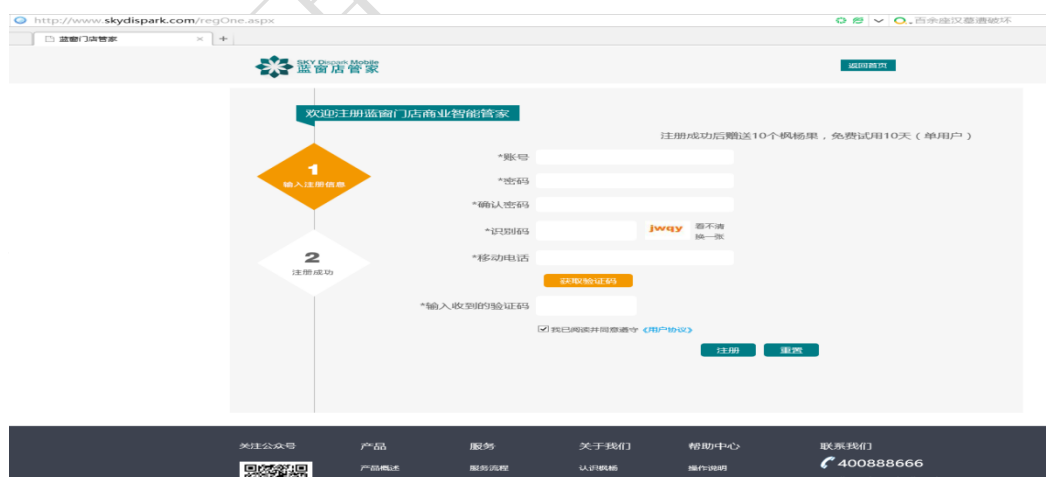 http://www.skydispark.com/regOne.aspx
百余座汉墓遭破坏
蓝窗门店管家
SKY Dispark Mobile
蓝窗店管家
返回首页
欢迎注册蓝窗门店商业智能管家
注册成功后赠送10个枫杨果，免费试用10天（单用户）
1
输入注册信息
*账号
*密码
*确认密码
*识别码
jwqy
看不清
换一张
2
注册成功
*移动电话
获取验证码
*输入收到的验证码
我已阅读并同意遵守《用户协议》
注册
重置
关注公众号
产品
服务
关于我们
帮助中心
联系我们
产品概述
服务流程
认识枫杨
操作说明
400888666